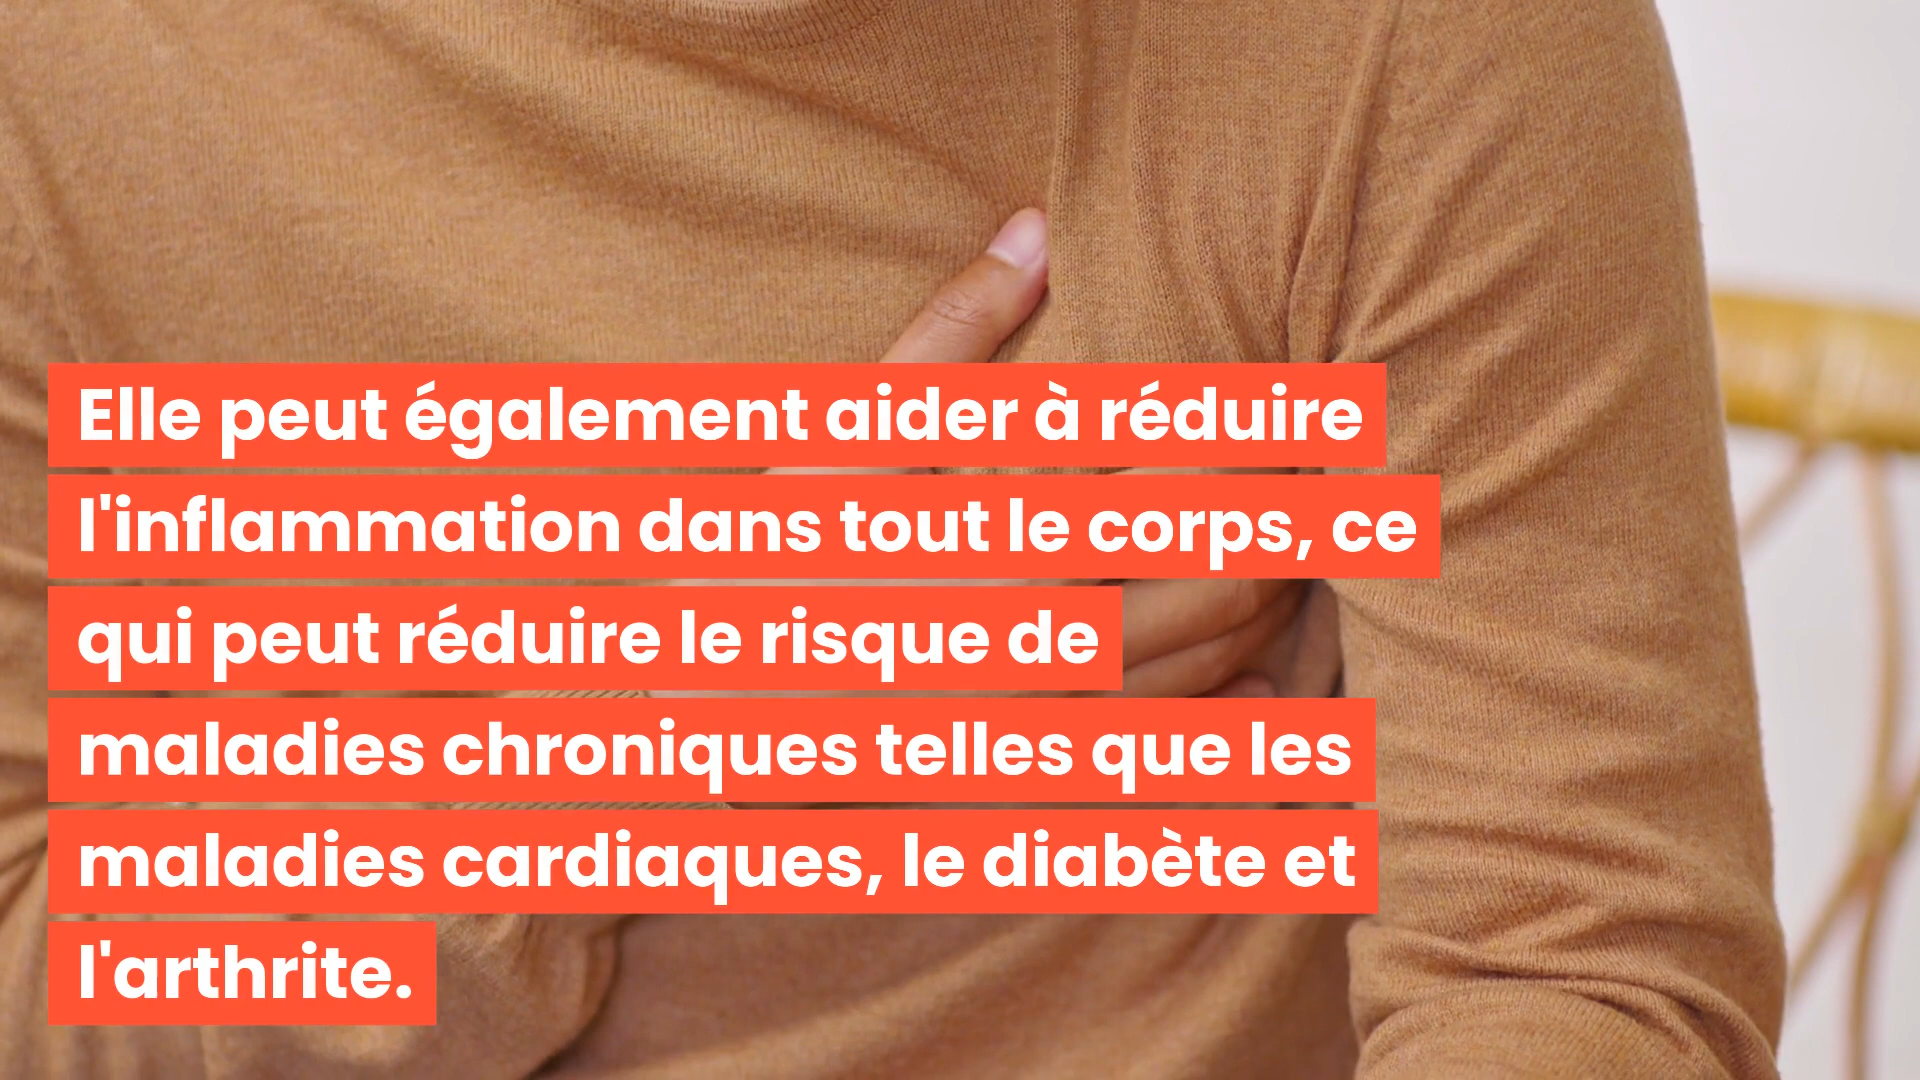 Elle peut également aider à réduire
l'inflammation dans tout le corps, ce
qui peut réduire le risque de
maladies chroniques telles que les
maladies cardiaques, le diabète et
l'arthrite.